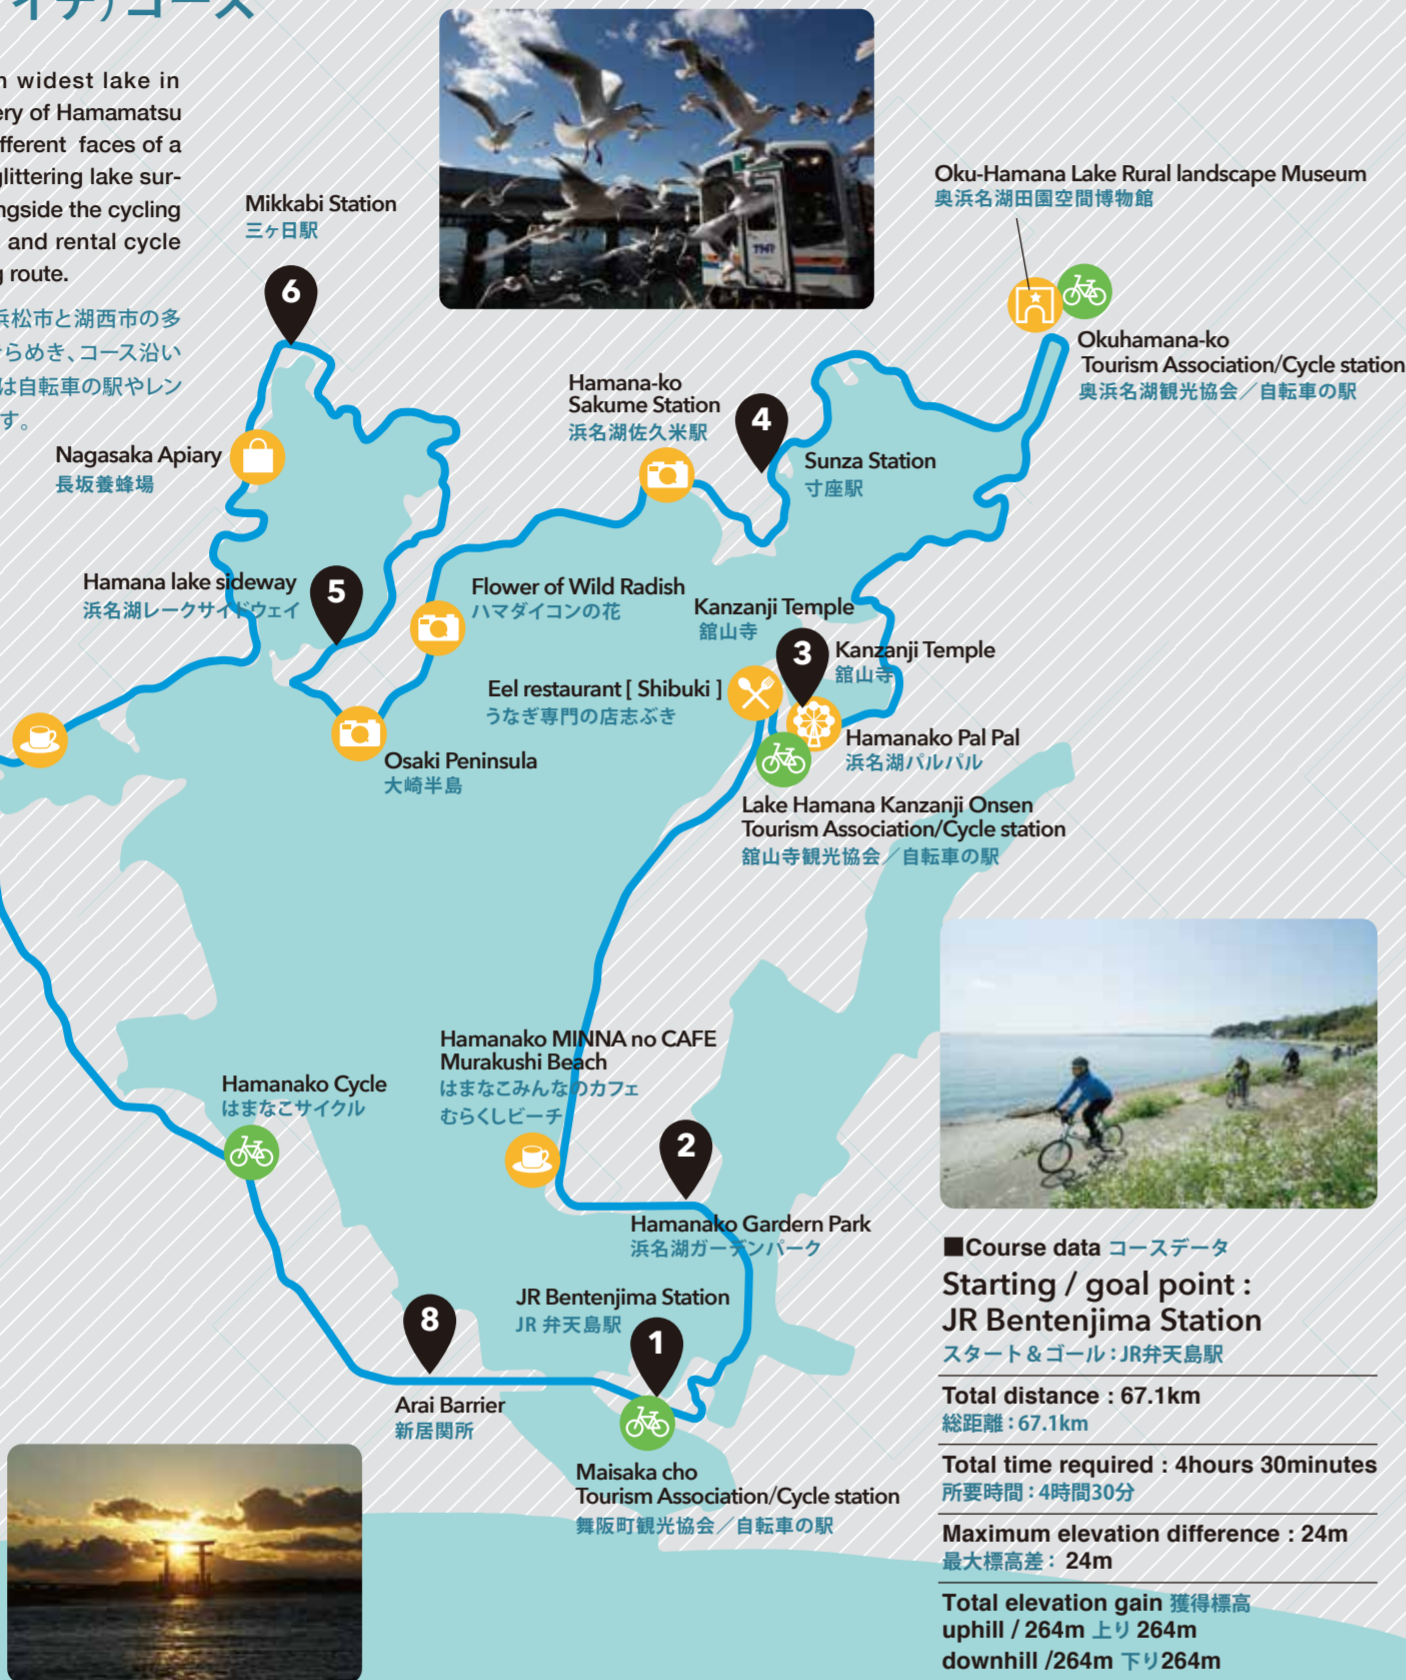 イチ）コース
widest lake in
ery of Hamamatsu
fferent faces of a
glittering lake sur-
ngside the cycling
and rental cycle
g route.
浜松市と湖西市の多
きらめき、コース沿い
は自転車の駅やレン
す。
Mikkabi Station
三ヶ日駅
6
Oku-Hamana Lake Rural landscape Museum
奥浜名湖田園空間博物館
Okuhamana-ko
Tourism Association/Cycle station
奥浜名湖観光協会／自転車の駅
Hamana-ko
Sakume Station
浜名湖佐久米駅
4
Sunza Station
寸座駅
Nagasaka Apiary
長坂養蜂場
Hamana lake sideway
浜名湖レークサイドウェイ
5
Flower of Wild Radish
ハマダイコンの花
Kanzanji Temple
舘山寺
3
Kanzanji Temple
舘山寺
Eel restaurant [ Shibuki ]
うなぎ専門の店志ぶき
Hamanako Pal Pal
浜名湖パルパル
Osaki Peninsula
大崎半島
Lake Hamana Kanzanji Onsen
Tourism Association/Cycle station
舘山寺観光協会／自転車の駅
Hamanako MINNA no CAFE
Murakushi Beach
はまなこみんなのカフェ
むらくしビーチ
Hamanako Cycle
はまなこサイクル
2
Hamanako Gardern Park
浜名湖ガーデンパーク
JR Bentenjima Station
JR 弁天島駅
8
1
Arai Barrier
新居関所
Maisaka cho
Tourism Association/Cycle station
舞阪町観光協会／自転車の駅
■Course data コースデータ
Starting / goal point :
JR Bentenjima Station
スタート＆ゴール：JR弁天島駅
Total distance : 67.1km
総距離：67.1km
Total time required : 4hours 30minutes
所要時間：4時間30分
Maximum elevation difference : 24m
最大標高差： 24m
Total elevation gain 獲得標高
uphill / 264m 上り 264m
downhill /264m 下り264m